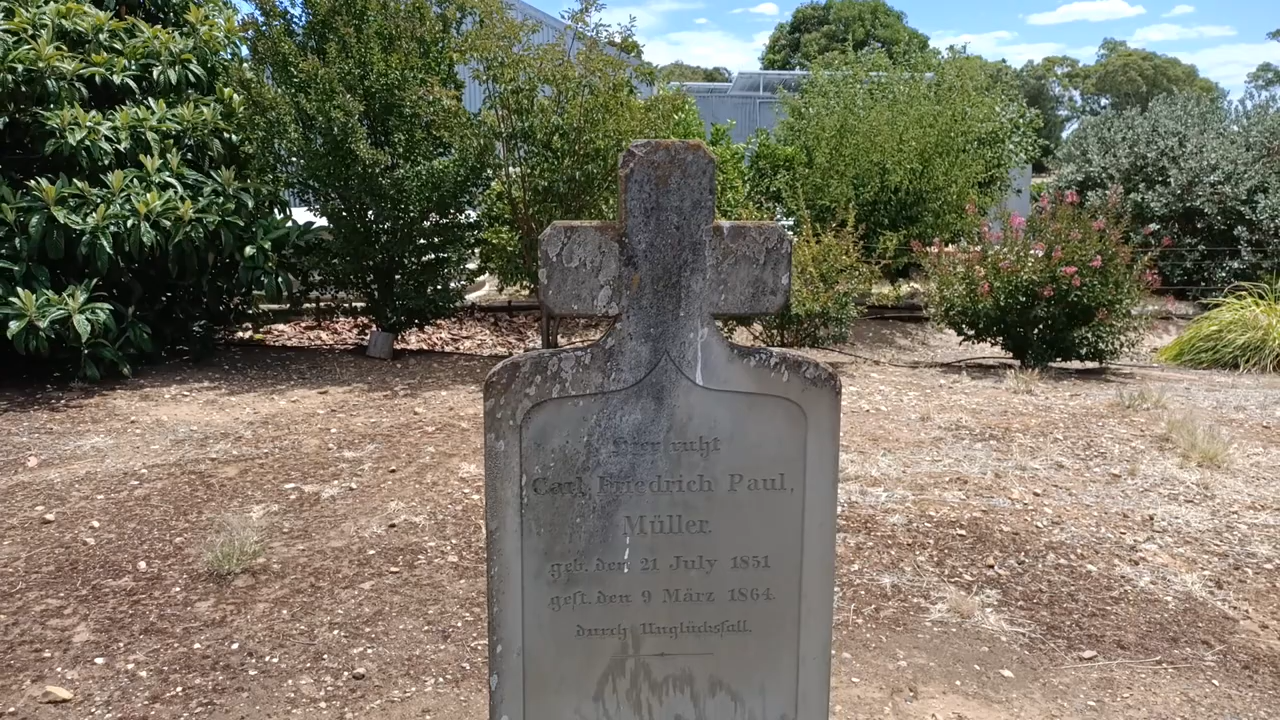 Hier ruht
Carl Friedrich Paul,
Müller.
geb. den 21 July 1851
gest. den 9 März 1864.
durch Unglücksfall.